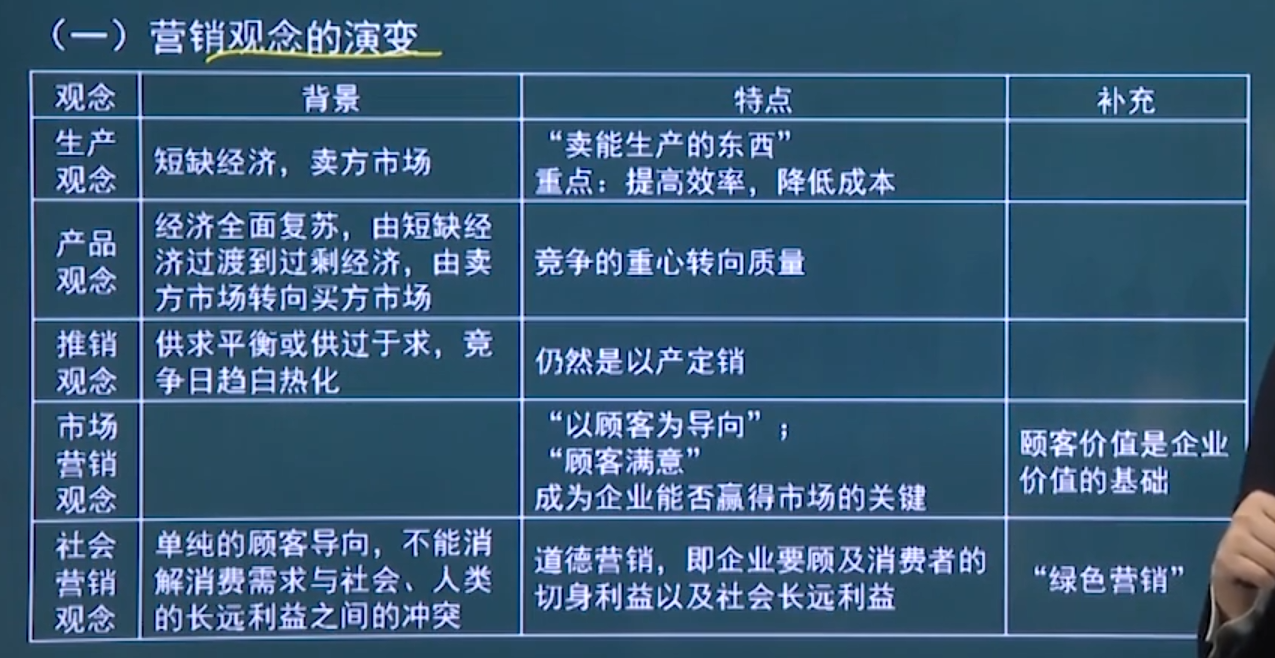 （一）营销观念的演变
观念
背景
特点
补充
生产
观念
短缺经济，卖方市场
“卖能生产的东西”
重点：提高效率，降低成本
产品
观念
经济全面复苏，由短缺经
济过渡到过剩经济，由卖
方市场转向买方市场
竞争的重心转向质量
推销
观念
供求平衡或供过于求，竞
争日趋白热化
仍然是以产定销
市场
营销
观念
“以顾客为导向”；
“顾客满意”
成为企业能否赢得市场的关键
颐客价值是企业
价值的基础
社会
营销
观念
单纯的顾客导向，不能消
解消费需求与社会、人类
的长远利益之间的冲突
道德营销，即企业要顾及消费者的
切身利益以及社会长远利益
“绿色营销”